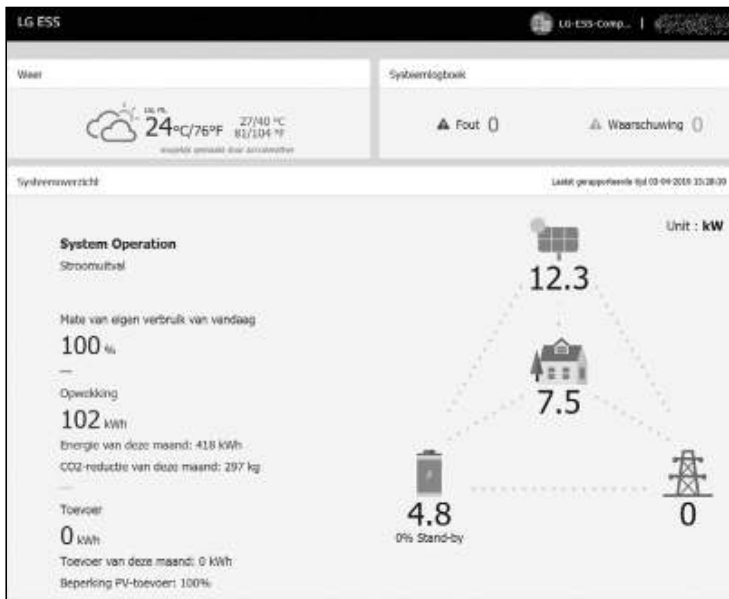 LG ESS
LG-ESS-Comp... |
Weer
24°C/76°F
27/40 °C
81/104 °F
Systeemlogboek
Fout 0
Waarschuwing 0
Systeemoverzicht
Laatst gerapporteerde tijd 03-04-2019
Unit : kW
System Operation
Stroomuitval
Mate van eigen verbruik van vandaag
100 %
Opwekking
102 kWh
Energie van deze maand: 418 kWh
CO2-reductie van deze maand: 297 kg
Toevoer
0 kWh
Toevoer van deze maand: 0 kWh
Beperking PV-toevoer: 100%
12.3
7.5
4.8
0% Stand-by
0